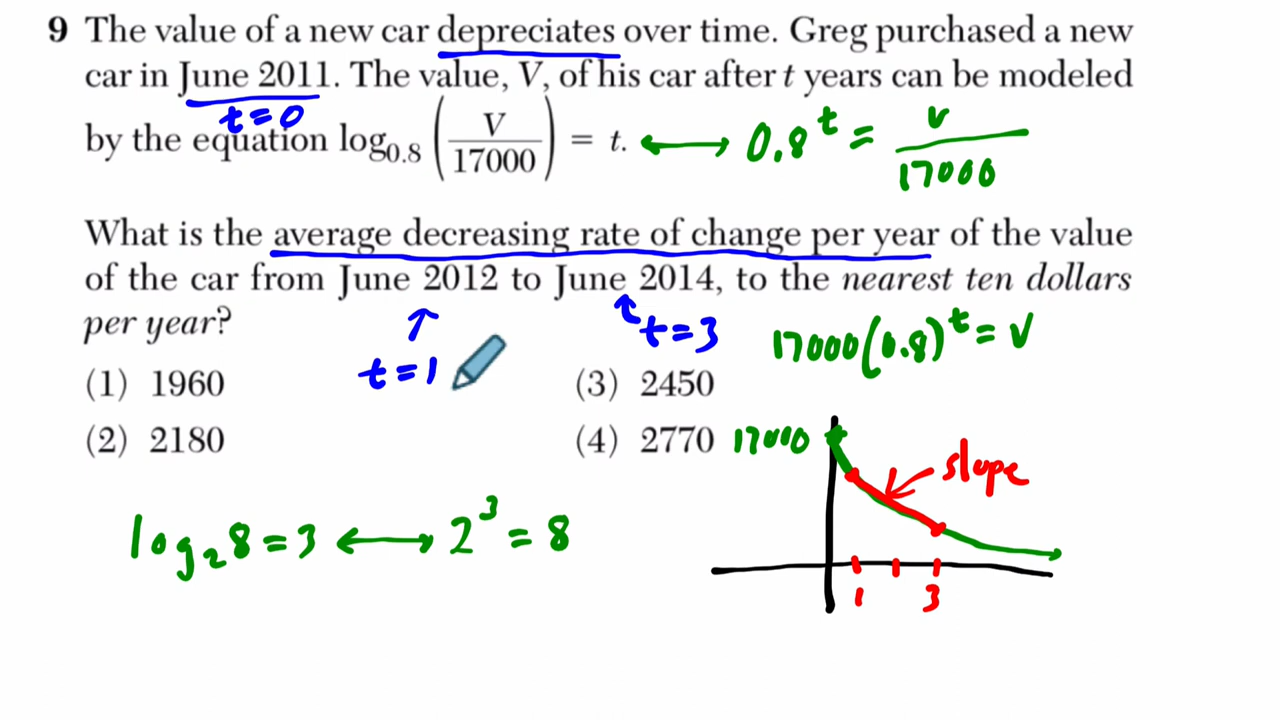 9 The value of a new car depreciates over time. Greg purchased a new
car in June 2011. The value, V, of his car after t years can be modeled
t=0
by the equation log₀.₈ (V/17000) = t. ⟷ 0.8^t = v/17000
What is the average decreasing rate of change per year of the value
of the car from June 2012 to June 2014, to the nearest ten dollars
per year?
t=1
t=3
17000(0.8)^t = V
(1) 1960
(3) 2450
(2) 2180
(4) 2770
17000
slope
log₂8=3 ⟷ 2³=8
1
3